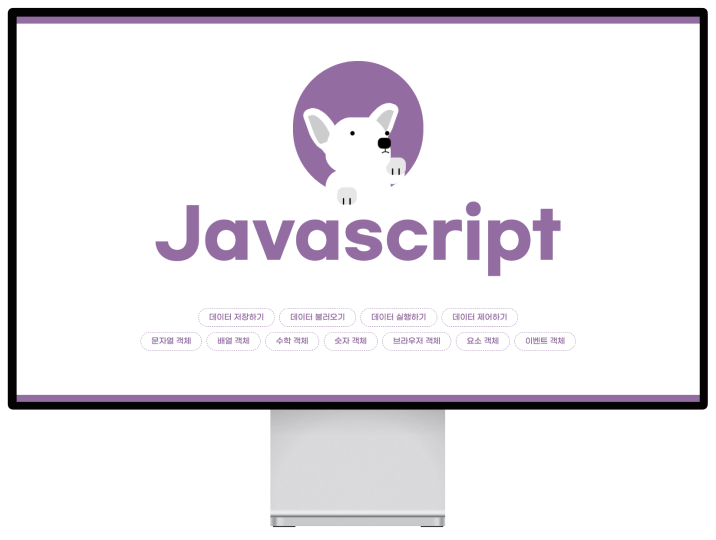 Javascript
데이터 저장하기 데이터 불러오기 데이터 실행하기 데이터 제어하기
문자열 객체 배열 객체 수학 객체 숫자 객체 브라우저 객체 요소 객체 이벤트 객체